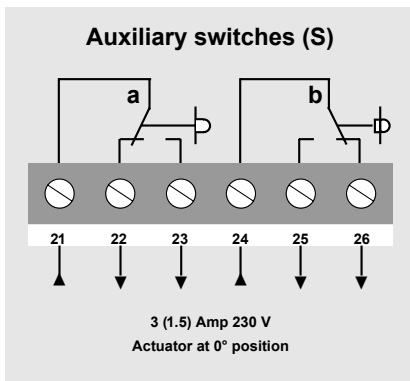 Auxiliary switches (S)
a b
21 22 23 24 25 26
3 (1.5) Amp 230 V
Actuator at 0° position